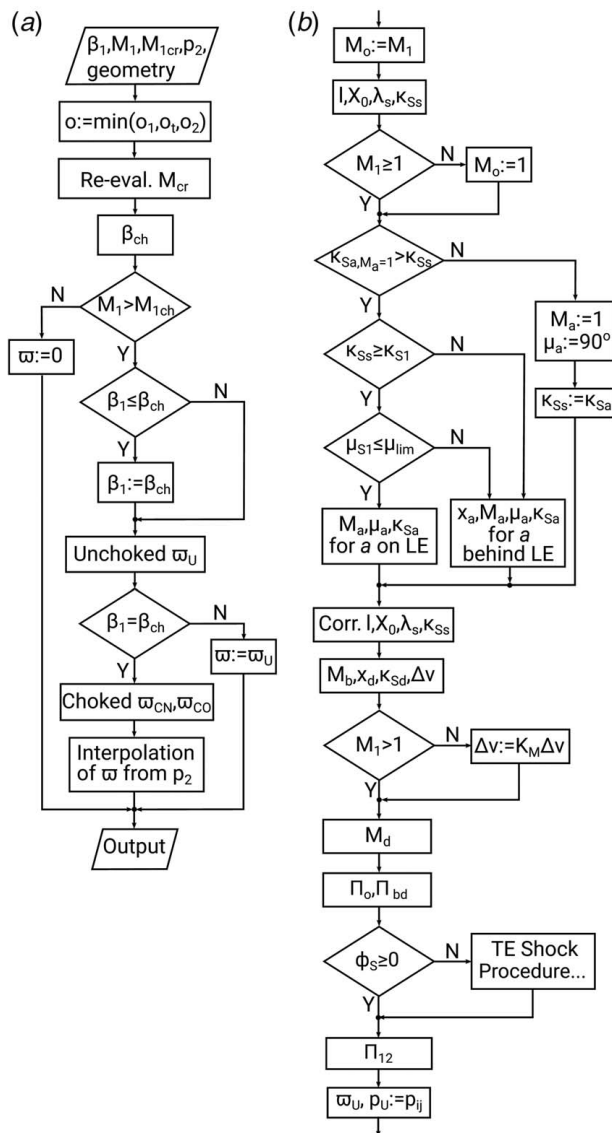 (a)
β₁,M₁,M₁cr,p₂,
geometry
o:=min(o₁,oₜ,o₂)
Re-eval. Mcr
βch
M₁>M₁ch
N
Y
ϖ:=0
β₁≤βch
N
Y
β₁:=βch
Unchoked ϖU
β₁=βch
N
Y
ϖ:=ϖU
Choked ϖCN,ϖCO
Interpolation
of ϖ from p₂
Output
(b)
Mₒ:=M₁
l,X₀,λₛ,κSs
M₁≥1
N
Y
Mₒ:=1
κSa,Mₐ=1>κSs
N
Y
Mₐ:=1
μₐ:=90°
κSs:=κSa
κSs≥κS1
N
Y
μS1≤μlim
N
Y
Mₐ,μₐ,κSa
for a on LE
xₐ,Mₐ,μₐ,κSa
for a
behind LE
Corr. l,X₀,λₛ,κSs
Mb,xd,κSd,Δν
M₁>1
N
Y
Δν:=KMΔν
Md
Πₒ,Πbd
ϕS≥0
N
Y
TE Shock
Procedure...
Π₁₂
ϖU, pU:=pij